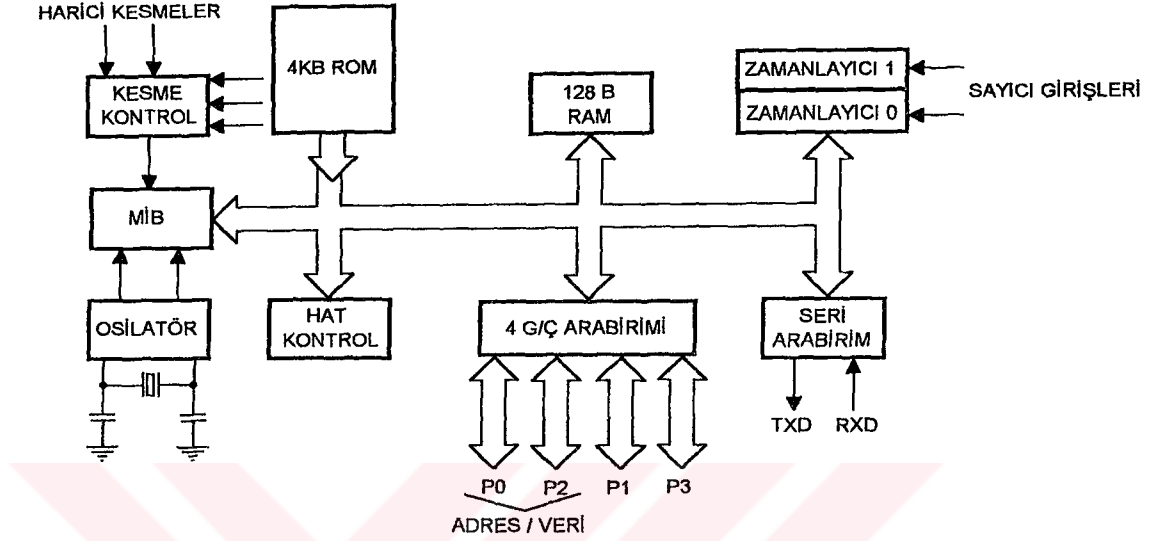 HARİCİ KESMELER
KESME
KONTROL
4KB ROM
128 B
RAM
ZAMANLAYICI 1
ZAMANLAYICI 0
SAYICI GİRİŞLERİ
MİB
OSİLATÖR
HAT
KONTROL
4 G/Ç ARABİRİMİ
SERİ
ARABİRİM
TXD RXD
P0 P2 P1 P3
ADRES / VERİ